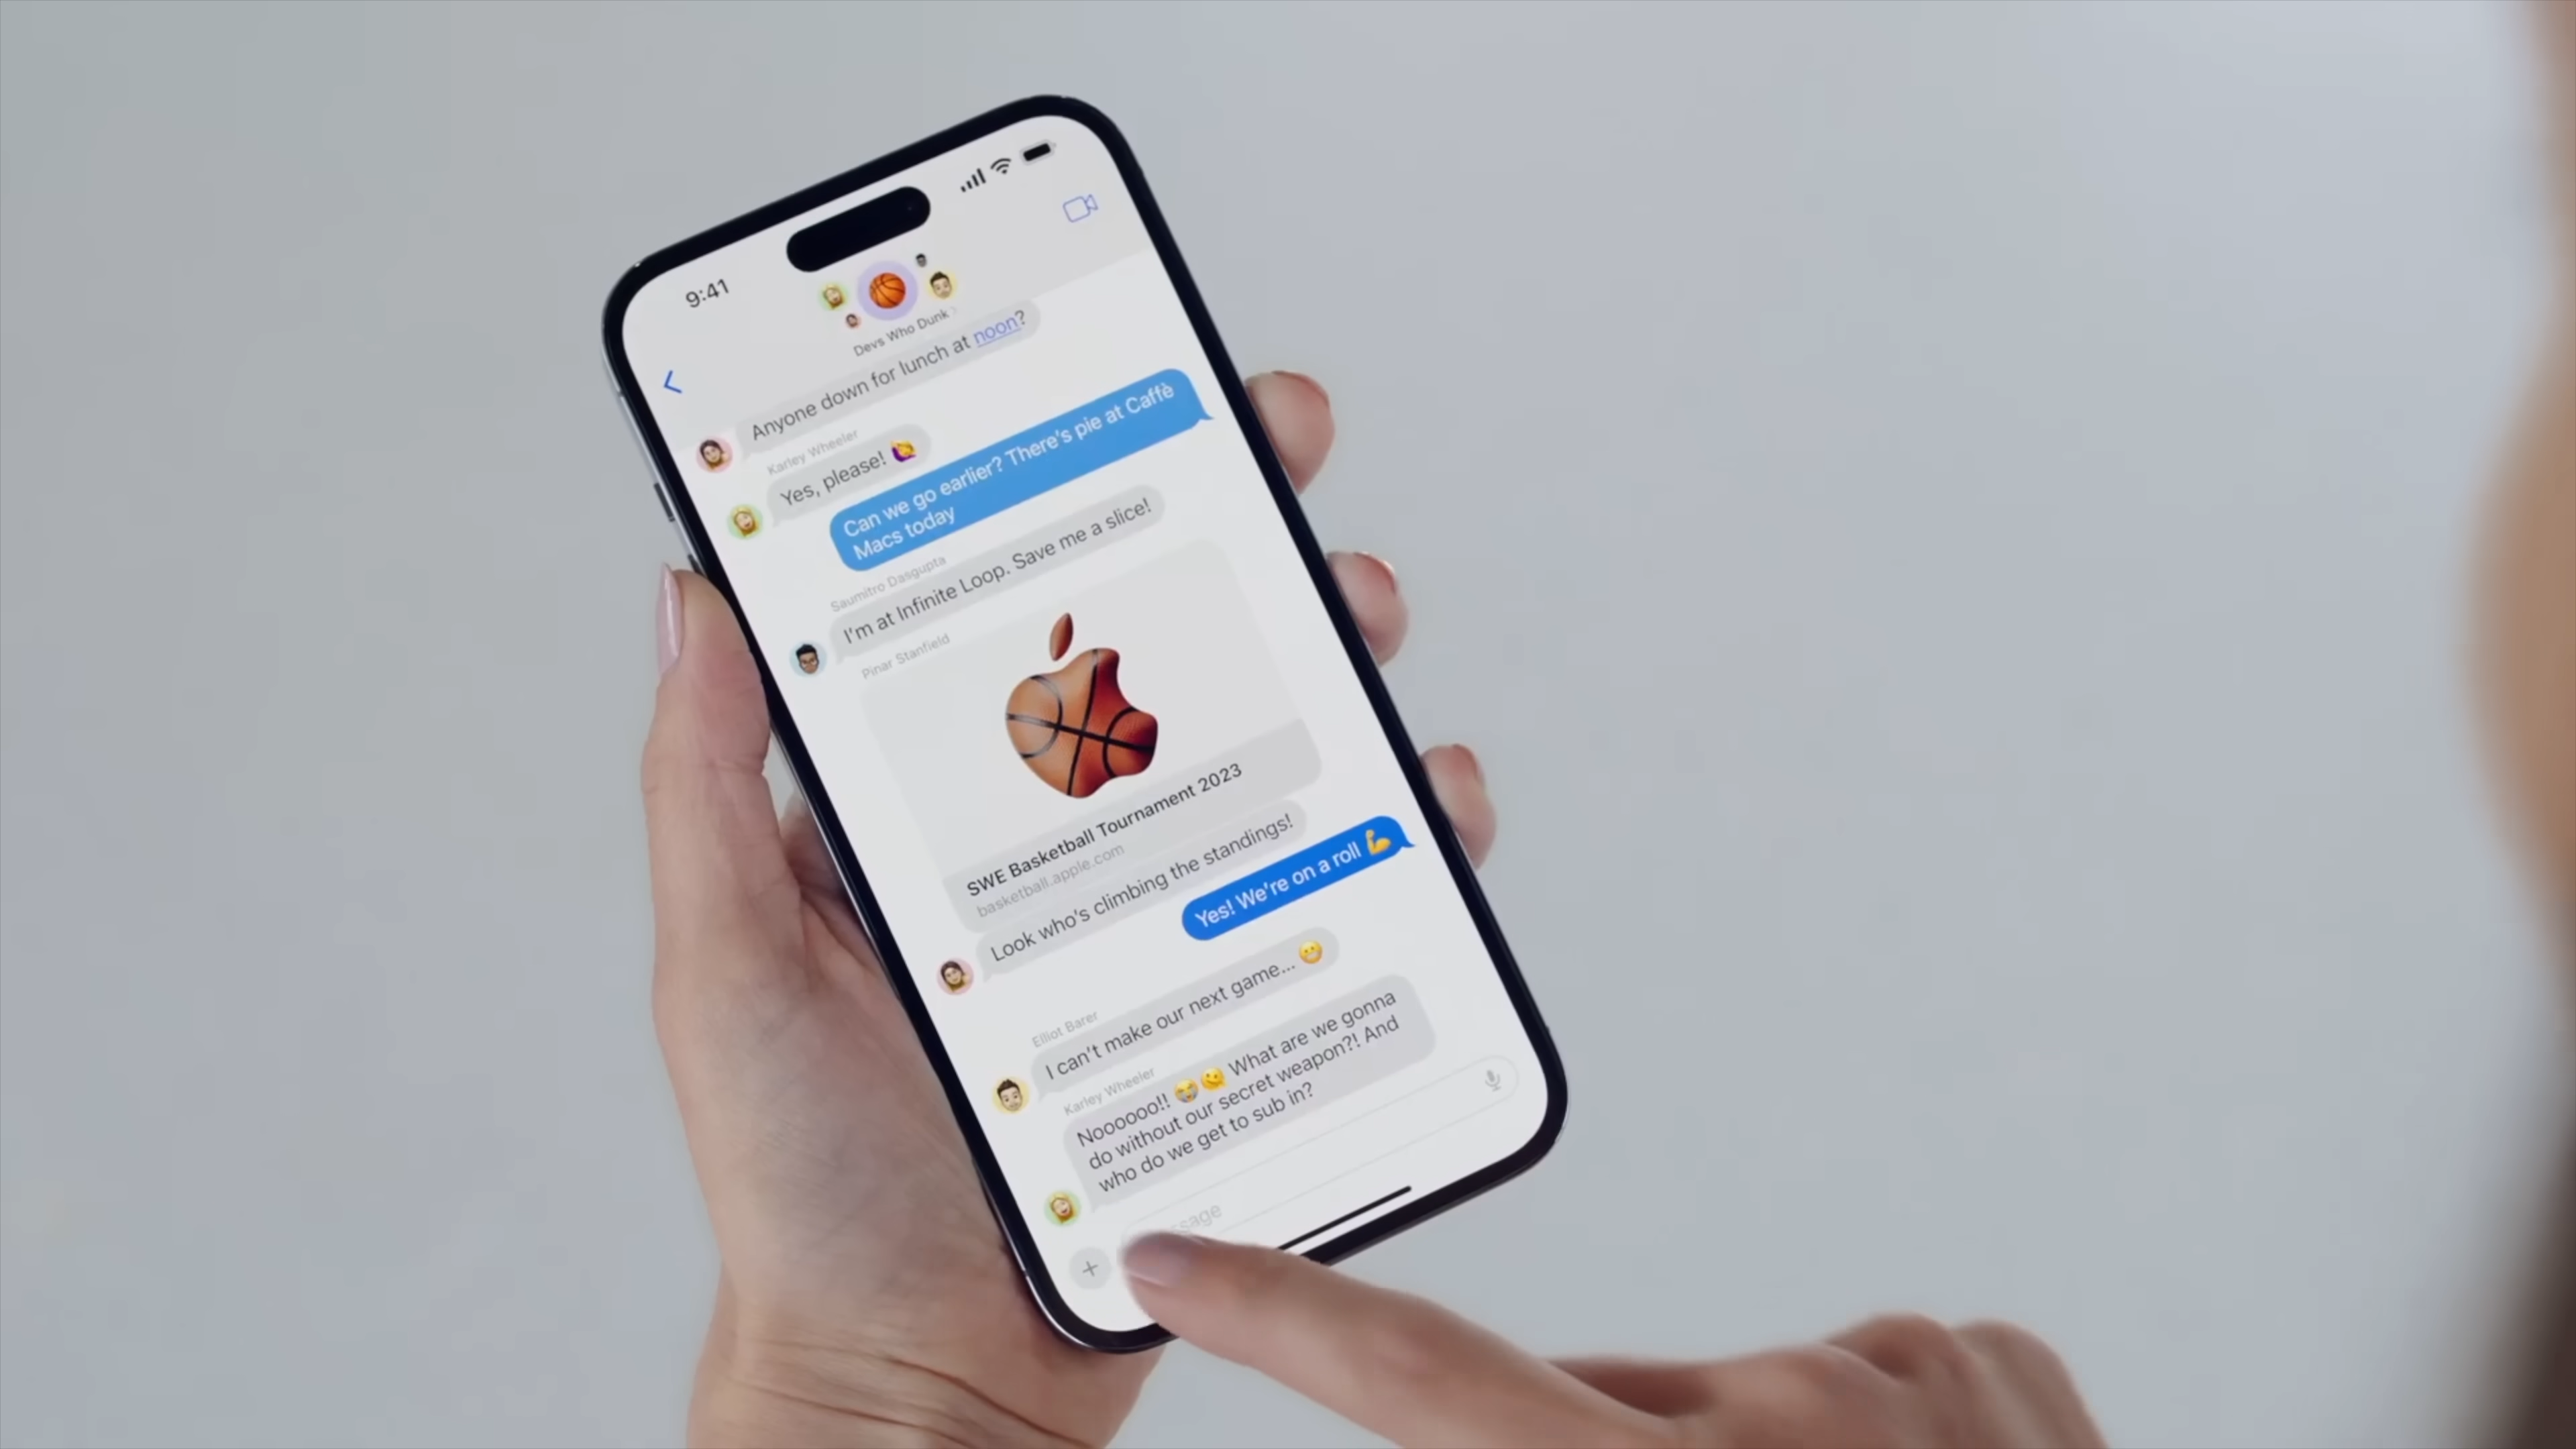 9:41
Devs Who Dunk
Anyone down for lunch at noon?
Karley Wheeler
Yes, please! 🙋‍♀️
Can we go earlier? There's pie at Caffè
Macs today
Saumitro Dasgupta
I'm at Infinite Loop. Save me a slice!
Pinar Stanfield
SWE Basketball Tournament 2023
basketball.apple.com
Look who's climbing the standings!
Yes! We're on a roll 💪
Elliot Barer
I can't make our next game... 😬
Karley Wheeler
Noooooo!! 😭🫠 What are we gonna
do without our secret weapon?! And
who do we get to sub in?